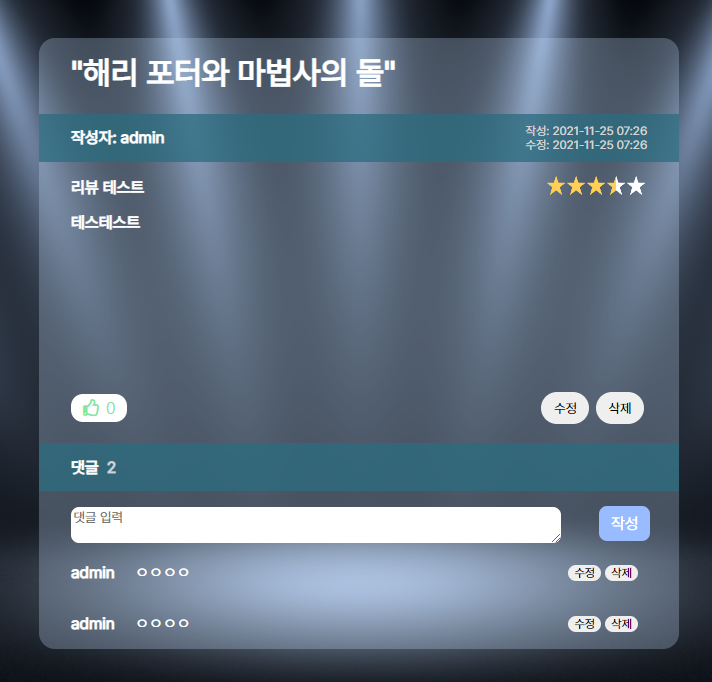 "해리 포터와 마법사의 돌"
작성자: admin
작성: 2021-11-25 07:26
수정: 2021-11-25 07:26
리뷰 테스트
테스테스트
0
수정 삭제
댓글 2
댓글 입력
작성
admin ㅇㅇㅇㅇ 수정 삭제
admin ㅇㅇㅇㅇ 수정 삭제